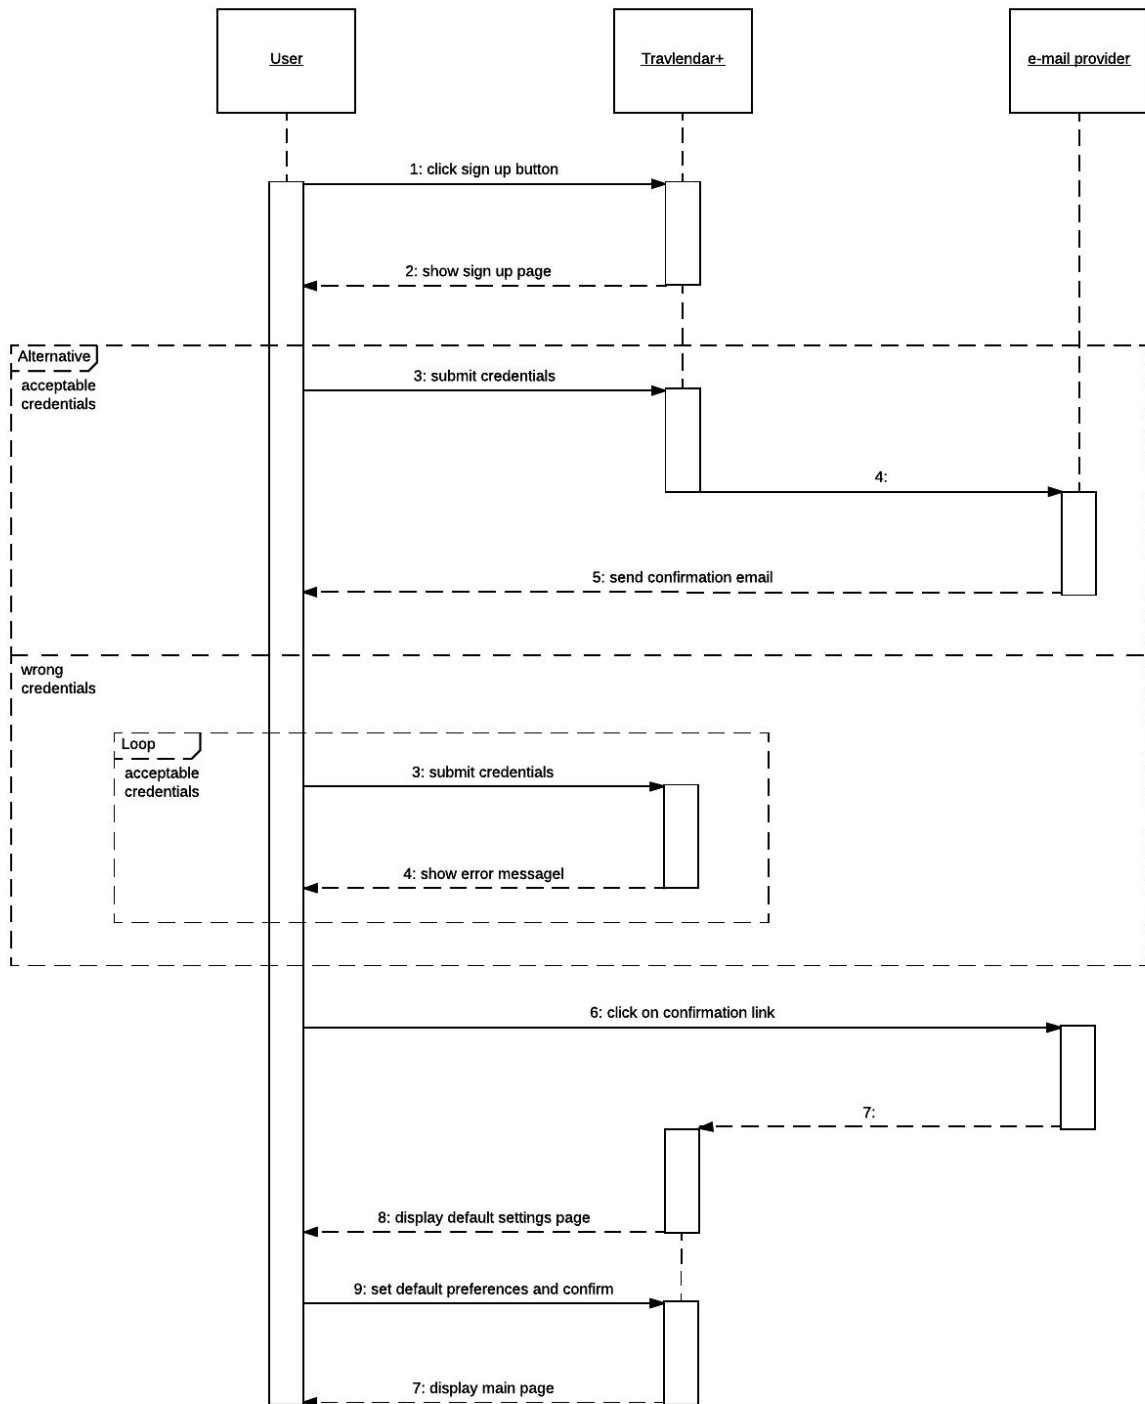 User
Travlendar+
e-mail provider
1: click sign up button
2: show sign up page
Alternative
acceptable
credentials
3: submit credentials
4:
5: send confirmation email
wrong
credentials
Loop
acceptable
credentials
3: submit credentials
4: show error messagel
6: click on confirmation link
7:
8: display default settings page
9: set default preferences and confirm
7: display main page